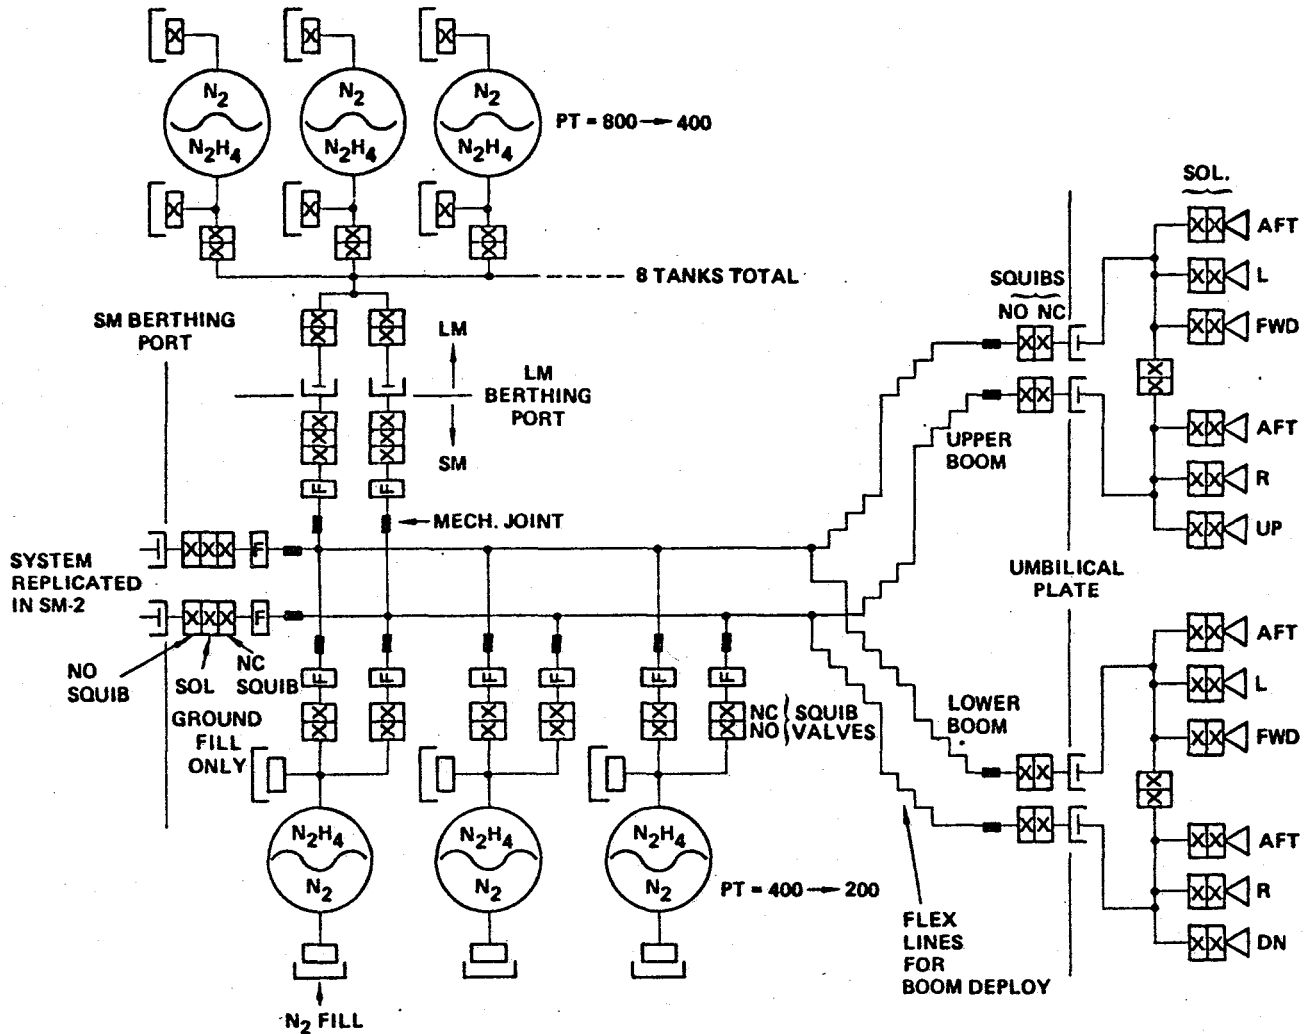 N2
N2H4
N2
N2H4
N2
N2H4
PT = 800 → 400
8 TANKS TOTAL
SM BERTHING
PORT
LM
LM
BERTHING
PORT
SM
F
F
MECH. JOINT
SYSTEM
REPLICATED
IN SM-2
F
F
NO
SQUIB
SOL
NC
SQUIB
GROUND
FILL
ONLY
F
F
F
F
F
F
NC
NO
SQUIB
VALVES
N2H4
N2
N2H4
N2
N2H4
N2
PT = 400 → 200
N2 FILL
SQUIBS
NO NC
UPPER
BOOM
LOWER
BOOM
FLEX
LINES
FOR
BOOM DEPLOY
UMBILICAL
PLATE
SOL.
AFT
L
FWD
AFT
R
UP
AFT
L
FWD
AFT
R
DN